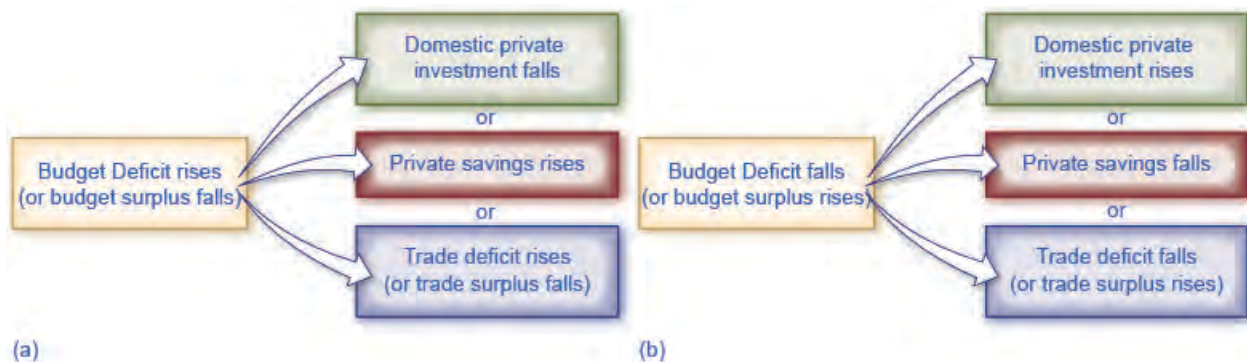 Domestic private
investment falls
or
Budget Deficit rises
(or budget surplus falls)
Private savings rises
or
Trade deficit rises
(or trade surplus falls)
(a)
Domestic private
investment rises
or
Budget Deficit falls
(or budget surplus rises)
Private savings falls
or
Trade deficit falls
(or trade surplus rises)
(b)